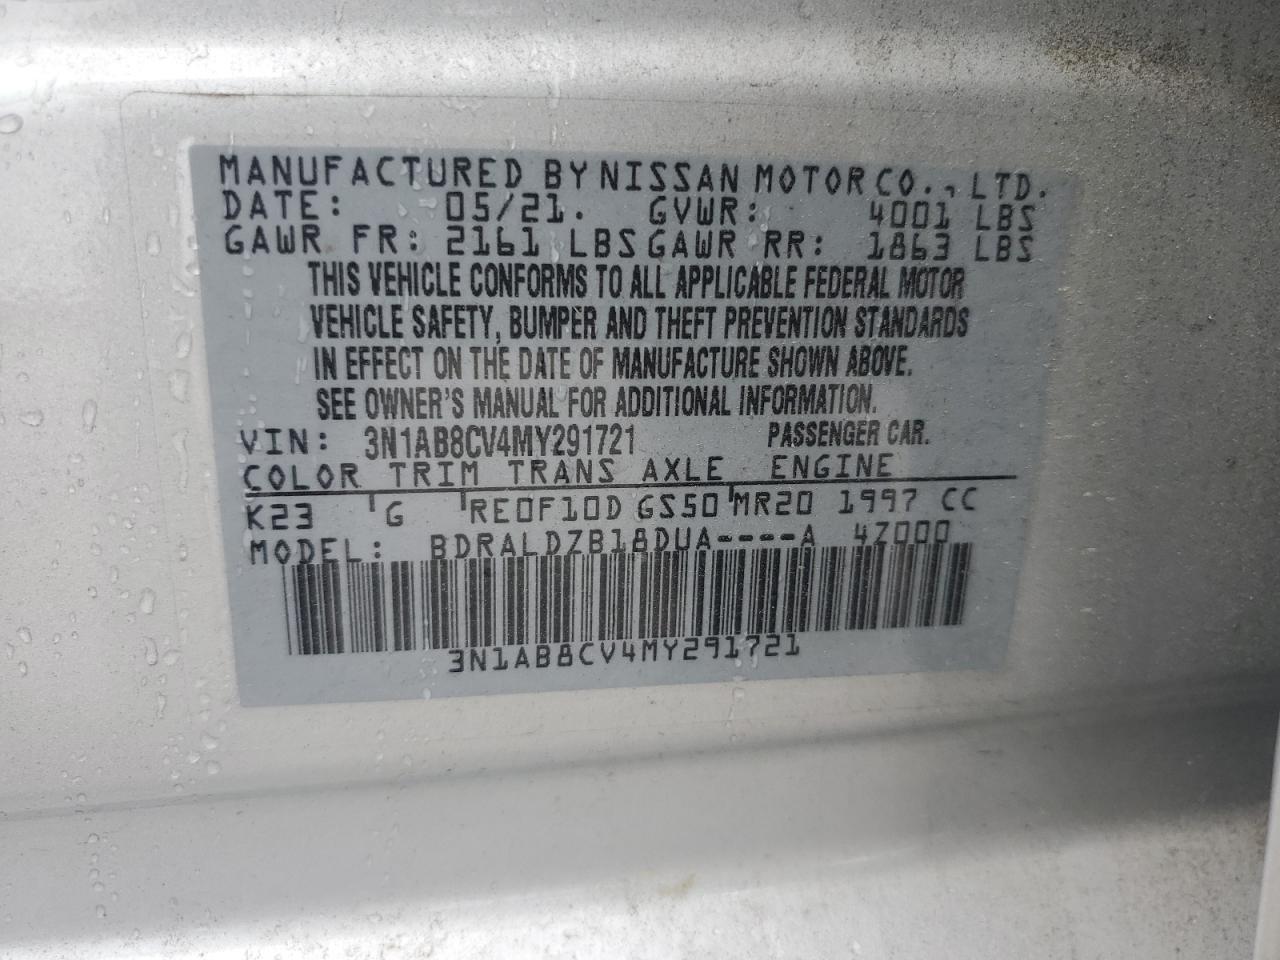 MANUFACTURED BY NISSAN MOTOR CO., LTD.
DATE: 05/21. GVWR: 4001 LBS
GAWR FR: 2161 LBS GAWR RR: 1863 LBS
THIS VEHICLE CONFORMS TO ALL APPLICABLE FEDERAL MOTOR
VEHICLE SAFETY, BUMPER AND THEFT PREVENTION STANDARDS
IN EFFECT ON THE DATE OF MANUFACTURE SHOWN ABOVE.
SEE OWNER'S MANUAL FOR ADDITIONAL INFORMATION.
VIN: 3N1AB8CV4MY291721 PASSENGER CAR.
COLOR TRIM TRANS AXLE ENGINE
K23 G RE0F10D GS50 MR20 1997 CC
MODEL: BDRALDZB18DUA----A 4Z000
3N1AB8CV4MY291721